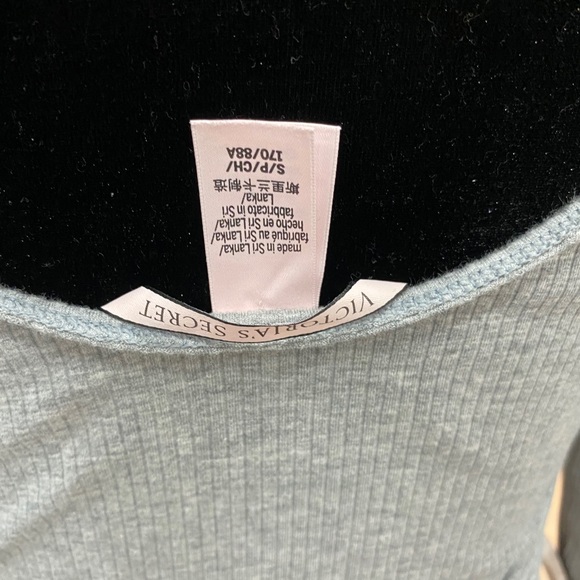 VICTORIA'S SECRET
made in Sri Lanka/
fabriqué au Sri Lanka/
hecho en Sri Lanka/
fabbricato in Sri
Lanka/
斯里兰卡制造
S/P/CH/
170/88A